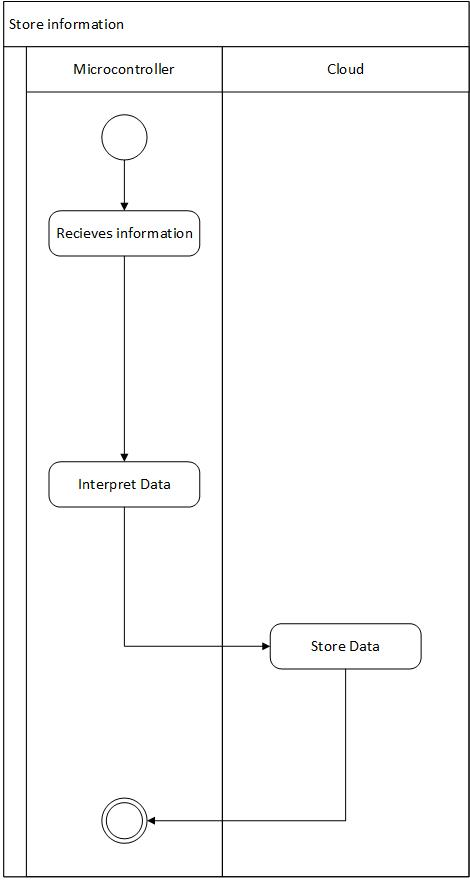 Store information
Microcontroller
Cloud
Recieves information
Interpret Data
Store Data